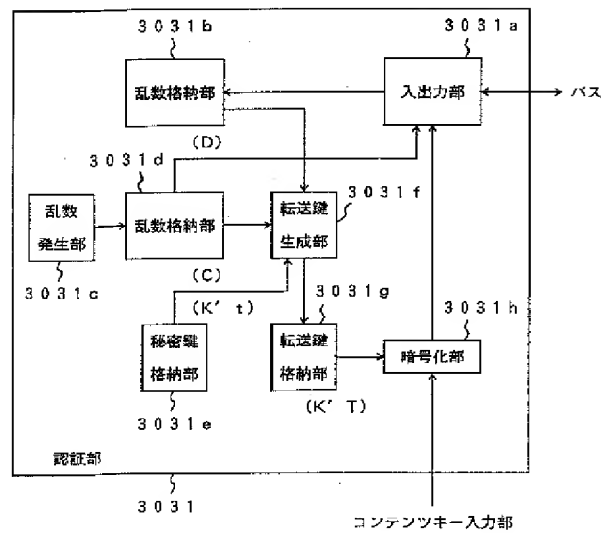 ３０３１ｂ
３０３１ａ
乱数格納部
入出力部
バス
(Ｄ)
３０３１ｄ
３０３１ｆ
乱数
発生部
乱数格納部
転送鍵
生成部
３０３１ｃ
(Ｃ)
(Ｋ’ｔ)
３０３１ｇ
３０３１ｈ
秘密鍵
格納部
転送鍵
格納部
暗号化部
(Ｋ’Ｔ)
３０３１ｅ
認証部
３０３１
コンテンツキー入力部